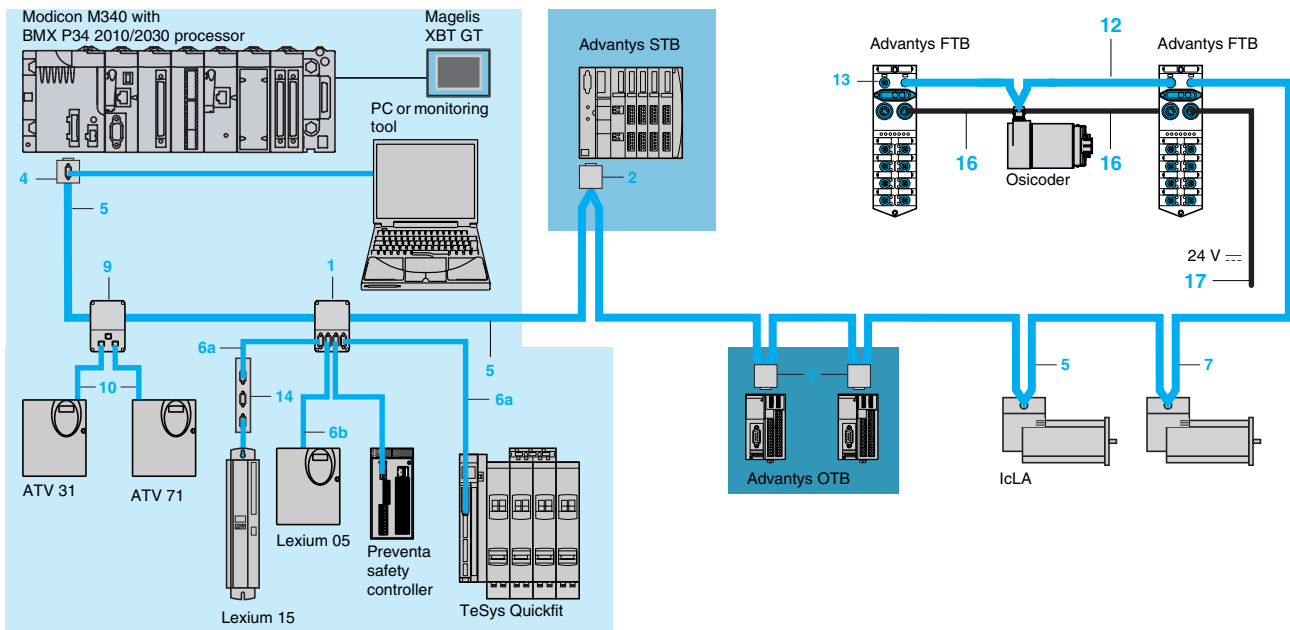 Modicon M340 with
BMX P34 2010/2030 processor
Magelis
XBT GT
PC or monitoring
tool
4
5
9
1
5
6a
10
14
6b
6a
ATV 31
ATV 71
Lexium 15
Lexium 05
Preventa
safety
controller
TeSys Quickfit
Advantys STB
2
2
Advantys OTB
Advantys FTB
12
Advantys FTB
13
16
16
Osicoder
24 V
17
5
7
IcLA